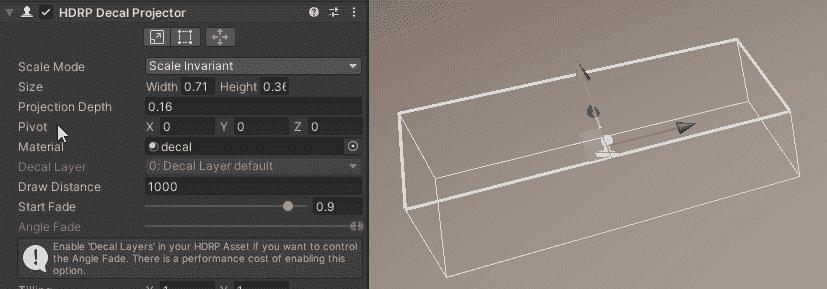 HDRP Decal Projector
Scale Mode Scale Invariant
Size Width 0.71 Height 0.36
Projection Depth 0.16
Pivot X 0 Y 0 Z 0
Material decal
Decal Layer 0: Decal Layer default
Draw Distance 1000
Start Fade 0.9
Angle Fade
Enable 'Decal Layers' in your HDRP Asset if you want to control
the Angle Fade. There is a performance cost of enabling this
option.